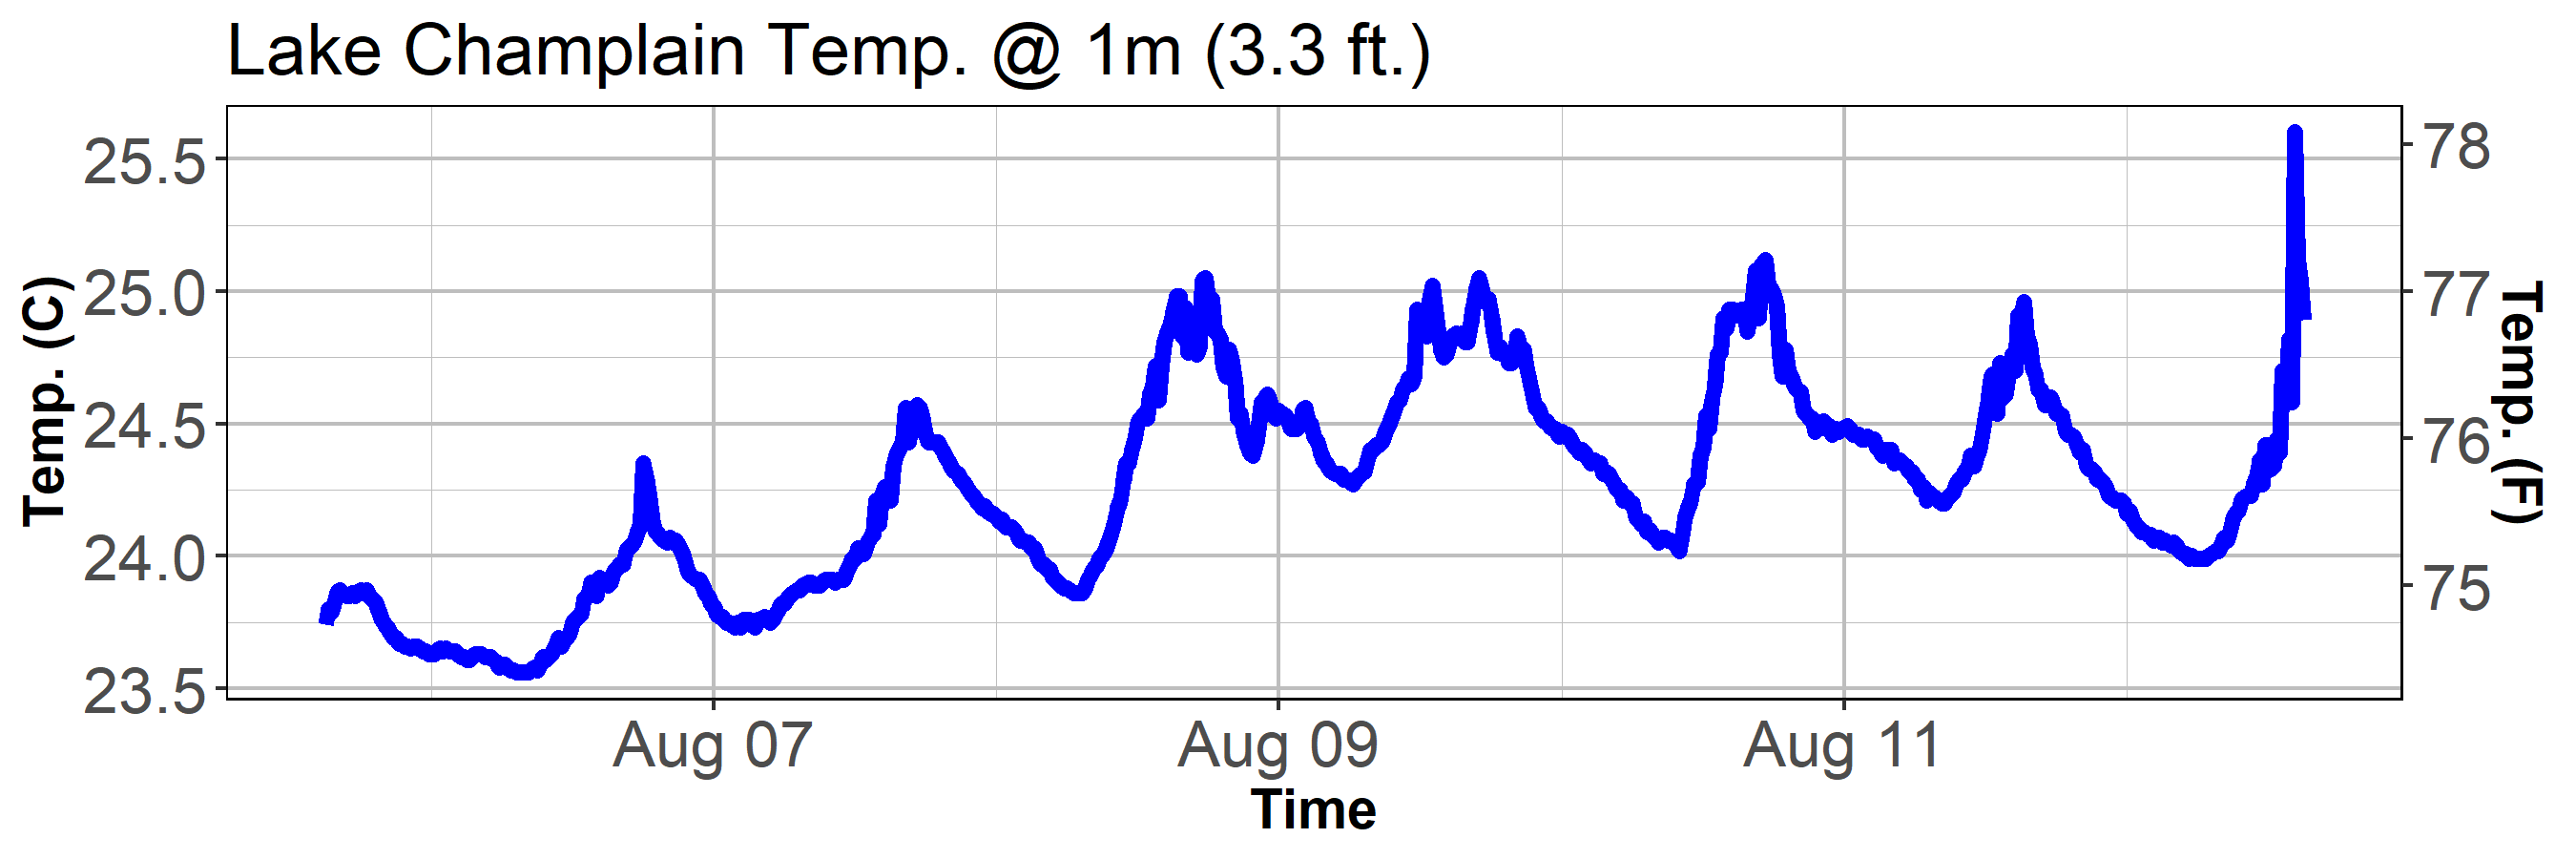 Lake Champlain Temp. @ 1m (3.3 ft.)
Temp. (C)
25.5
25.0
24.5
24.0
23.5
78
77
76
75
Temp. (F)
Aug 07 Aug 09 Aug 11
Time